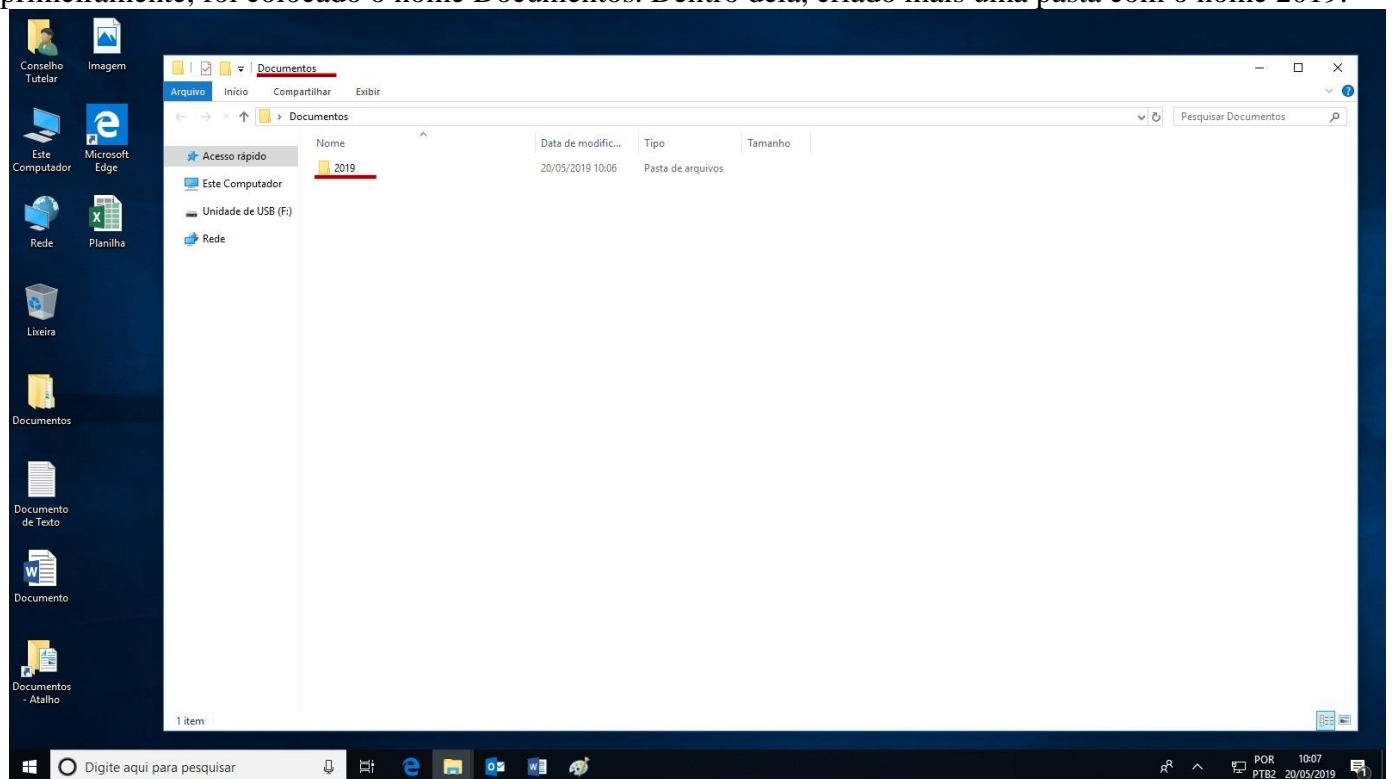 primeiramente, foi colocado o nome Documentos. Dentro dela, criado mais uma pasta com o nome 2019.
Conselho Tutelar
Imagem
Este Computador
Microsoft Edge
Rede
Planilha
Lixeira
Documentos
Documento de Texto
Documento
Documentos - Atalho
Documentos
Arquivo Início Compartilhar Exibir
Documentos
Pesquisar Documentos
Acesso rápido
Este Computador
Unidade de USB (F:)
Rede
Nome Data de modific... Tipo Tamanho
2019 20/05/2019 10:06 Pasta de arquivos
1 item
Digite aqui para pesquisar
POR 10:07
PTB2 20/05/2019
1